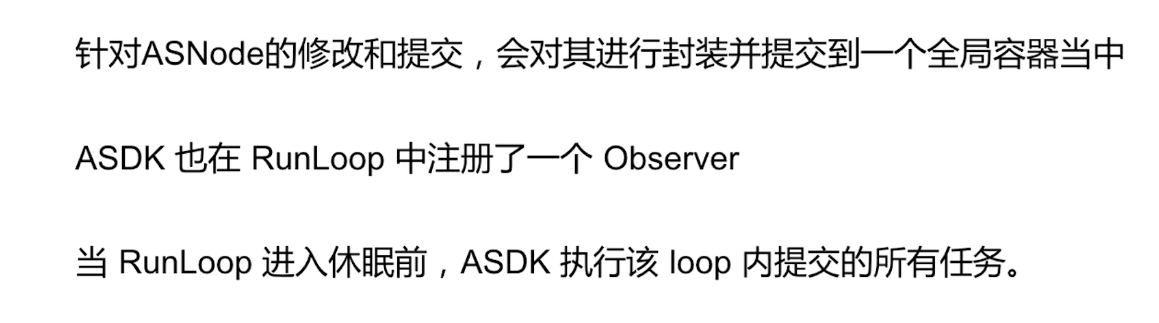 针对ASNode的修改和提交，会对其进行封装并提交到一个全局容器当中
ASDK 也在 RunLoop 中注册了一个 Observer
当 RunLoop 进入休眠前，ASDK 执行该 loop 内提交的所有任务。